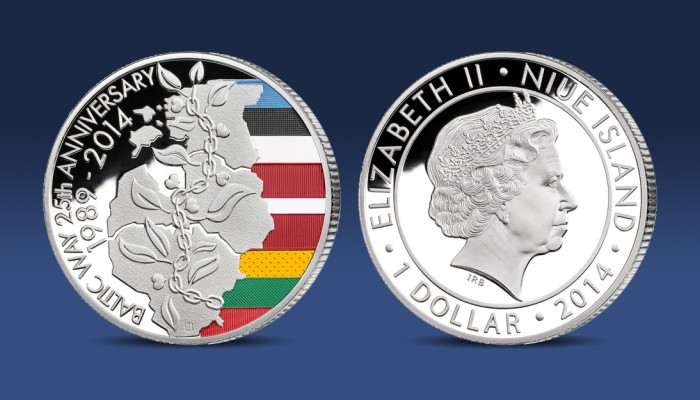 BALTIC WAY 25th ANNIVERSARY
1989 - 2014
ELIZABETH II • NIUE ISLAND
IRB
• 1 DOLLAR • 2014 •